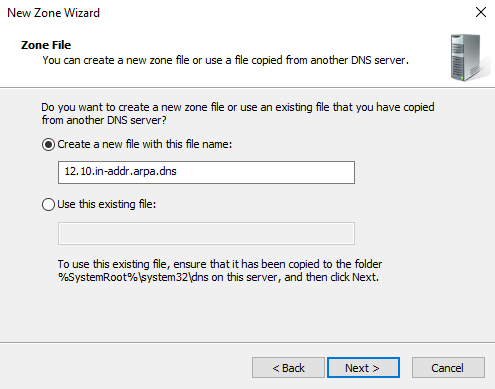 New Zone Wizard
Zone File
You can create a new zone file or use a file copied from another DNS server.
Do you want to create a new zone file or use an existing file that you have copied
from another DNS server?
Create a new file with this file name:
12.10.in-addr.arpa.dns
Use this existing file:
To use this existing file, ensure that it has been copied to the folder
%SystemRoot%\system32\dns on this server, and then click Next.
< Back Next > Cancel